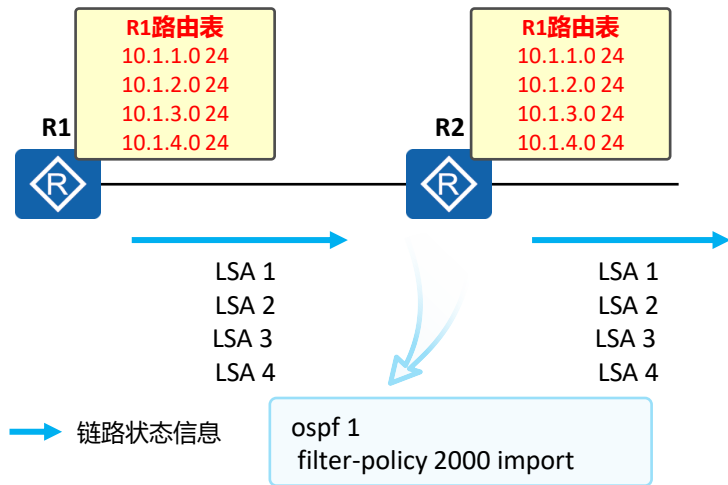 R1路由表
10.1.1.0 24
10.1.2.0 24
10.1.3.0 24
10.1.4.0 24
R1路由表
10.1.1.0 24
10.1.2.0 24
10.1.3.0 24
10.1.4.0 24
R1
R2
R
R
LSA 1
LSA 2
LSA 3
LSA 4
LSA 1
LSA 2
LSA 3
LSA 4
链路状态信息
ospf 1
filter-policy 2000 import